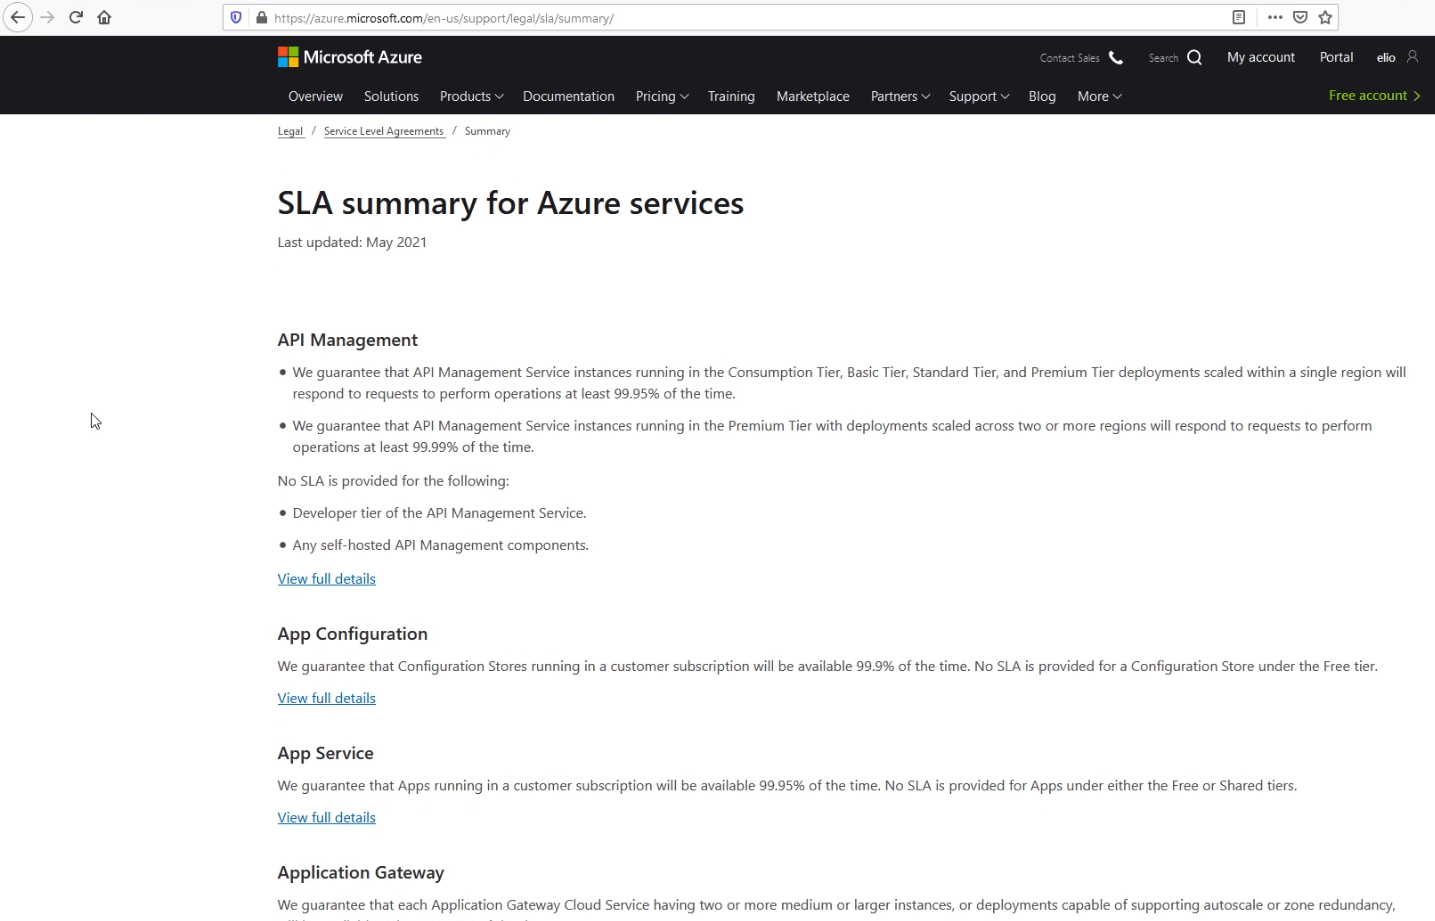 https://azure.microsoft.com/en-us/support/legal/sla/summary/
Microsoft Azure
Contact Sales Search My account Portal elio
Overview Solutions Products Documentation Pricing Training Marketplace Partners Support Blog More Free account >
Legal / Service Level Agreements / Summary
SLA summary for Azure services
Last updated: May 2021
API Management
• We guarantee that API Management Service instances running in the Consumption Tier, Basic Tier, Standard Tier, and Premium Tier deployments scaled within a single region will
respond to requests to perform operations at least 99.95% of the time.
• We guarantee that API Management Service instances running in the Premium Tier with deployments scaled across two or more regions will respond to requests to perform
operations at least 99.99% of the time.
No SLA is provided for the following:
• Developer tier of the API Management Service.
• Any self-hosted API Management components.
View full details
App Configuration
We guarantee that Configuration Stores running in a customer subscription will be available 99.9% of the time. No SLA is provided for a Configuration Store under the Free tier.
View full details
App Service
We guarantee that Apps running in a customer subscription will be available 99.95% of the time. No SLA is provided for Apps under either the Free or Shared tiers.
View full details
Application Gateway
We guarantee that each Application Gateway Cloud Service having two or more medium or larger instances, or deployments capable of supporting autoscale or zone redundancy,